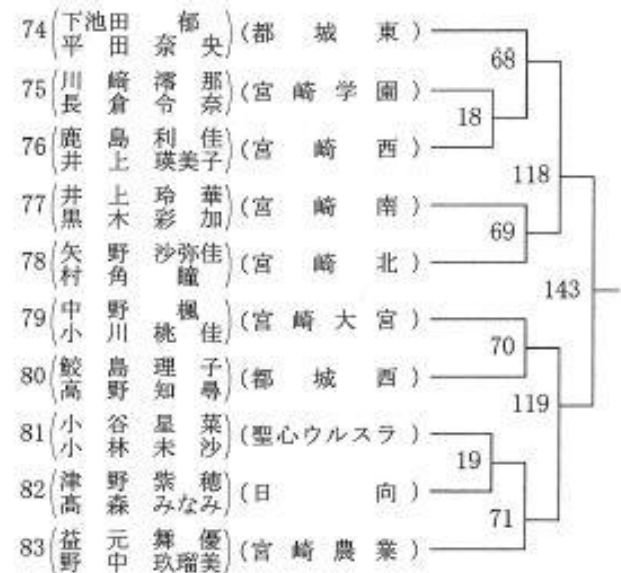 74 (下池田 郁 平田奈央) (都城東)
75 (川﨑澪那 長倉令奈) (宮崎学園)
76 (鹿島利佳 井上瑛美子) (宮崎西)
77 (井上玲華 黒木彩加) (宮崎南)
78 (矢野沙弥佳 村角瞳) (宮崎北)
79 (中野楓 小川桃佳) (宮崎大宮)
80 (鮫島理子 高野知尋) (都城西)
81 (小谷星菜 小林未沙) (聖心ウルスラ)
82 (津野紫穂 髙森みなみ) (日向)
83 (益元舞優 野中玖瑠美) (宮崎農業)
68
18
118
69
143
70
119
19
71